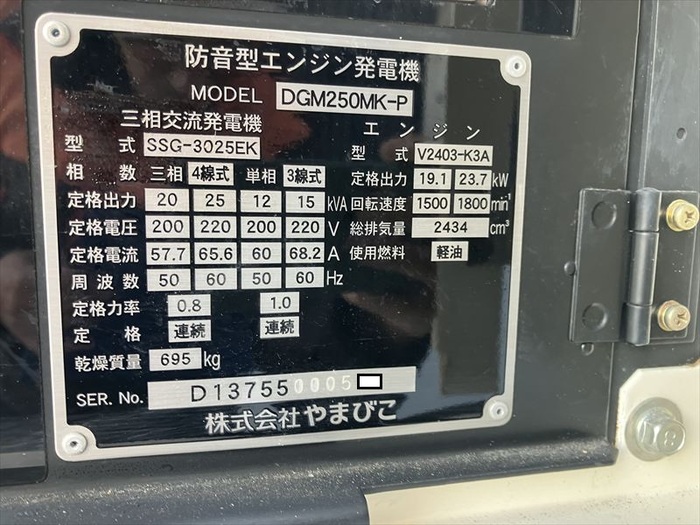 防音型エンジン発電機
MODEL DGM250MK-P
三相交流発電機
型 式 SSG-3025EK
相 数 三相 4線式 単相 3線式
定格出力 20 25 12 15 kVA
定格電圧 200 220 200 220 V
定格電流 57.7 65.6 60 68.2 A
周波数 50 60 50 60 Hz
定格力率 0.8 1.0
定 格 連続 連続
乾燥質量 695 kg
エンジン
型 式 V2403-K3A
定格出力 19.1 23.7 kW
回転速度 1500 1800 min⁻¹
総排気量 2434 cm³
使用燃料 軽油
SER. No. D137550005
株式会社やまびこ